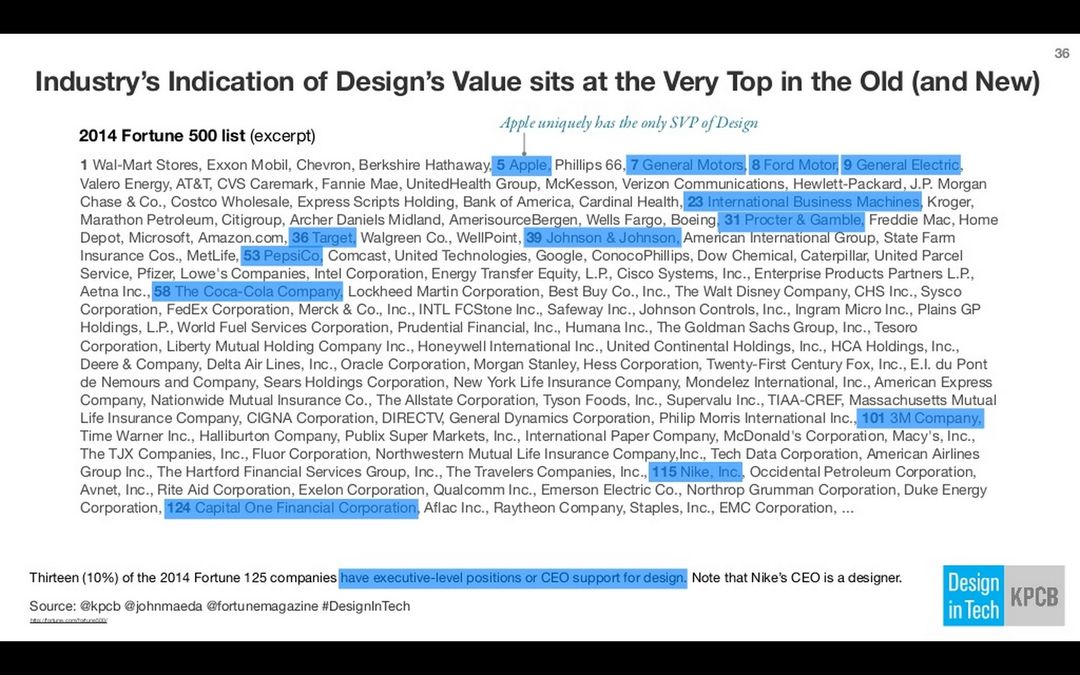 36
Industry's Indication of Design's Value sits at the Very Top in the Old (and New)
Apple uniquely has the only SVP of Design
2014 Fortune 500 list (excerpt)
1 Wal-Mart Stores, Exxon Mobil, Chevron, Berkshire Hathaway, 5 Apple, Phillips 66, 7 General Motors, 8 Ford Motor, 9 General Electric,
Valero Energy, AT&T, CVS Caremark, Fannie Mae, UnitedHealth Group, McKesson, Verizon Communications, Hewlett-Packard, J.P. Morgan
Chase & Co., Costco Wholesale, Express Scripts Holding, Bank of America, Cardinal Health, 23 International Business Machines, Kroger,
Marathon Petroleum, Citigroup, Archer Daniels Midland, AmerisourceBergen, Wells Fargo, Boeing, 31 Procter & Gamble, Freddie Mac, Home
Depot, Microsoft, Amazon.com, 36 Target, Walgreen Co., WellPoint, 39 Johnson & Johnson, American International Group, State Farm
Insurance Cos., MetLife, 53 PepsiCo, Comcast, United Technologies, Google, ConocoPhillips, Dow Chemical, Caterpillar, United Parcel
Service, Pfizer, Lowe's Companies, Intel Corporation, Energy Transfer Equity, L.P., Cisco Systems, Inc., Enterprise Products Partners L.P.,
Aetna Inc., 58 The Coca-Cola Company, Lockheed Martin Corporation, Best Buy Co., Inc., The Walt Disney Company, CHS Inc., Sysco
Corporation, FedEx Corporation, Merck & Co., Inc., INTL FCStone Inc., Safeway Inc., Johnson Controls, Inc., Ingram Micro Inc., Plains GP
Holdings, L.P., World Fuel Services Corporation, Prudential Financial, Inc., Humana Inc., The Goldman Sachs Group, Inc., Tesoro
Corporation, Liberty Mutual Holding Company Inc., Honeywell International Inc., United Continental Holdings, Inc., HCA Holdings, Inc.,
Deere & Company, Delta Air Lines, Inc., Oracle Corporation, Morgan Stanley, Hess Corporation, Twenty-First Century Fox, Inc., E.I. du Pont
de Nemours and Company, Sears Holdings Corporation, New York Life Insurance Company, Mondelez International, Inc., American Express
Company, Nationwide Mutual Insurance Co., The Allstate Corporation, Tyson Foods, Inc., Supervalu Inc., TIAA-CREF, Massachusetts Mutual
Life Insurance Company, CIGNA Corporation, DIRECTV, General Dynamics Corporation, Philip Morris International Inc., 101 3M Company,
Time Warner Inc., Halliburton Company, Publix Super Markets, Inc., International Paper Company, McDonald's Corporation, Macy's, Inc.,
The TJX Companies, Inc., Fluor Corporation, Northwestern Mutual Life Insurance Company,Inc., Tech Data Corporation, American Airlines
Group Inc., The Hartford Financial Services Group, Inc., The Travelers Companies, Inc., 115 Nike, Inc., Occidental Petroleum Corporation,
Avnet, Inc., Rite Aid Corporation, Exelon Corporation, Qualcomm Inc., Emerson Electric Co., Northrop Grumman Corporation, Duke Energy
Corporation, 124 Capital One Financial Corporation, Aflac Inc., Raytheon Company, Staples, Inc., EMC Corporation, ...
Thirteen (10%) of the 2014 Fortune 125 companies have executive-level positions or CEO support for design. Note that Nike's CEO is a designer.
Source: @kpcb @johnmaeda @fortunemagazine #DesignInTech
http://fortune.com/fortune500/
Design
in Tech
KPCB